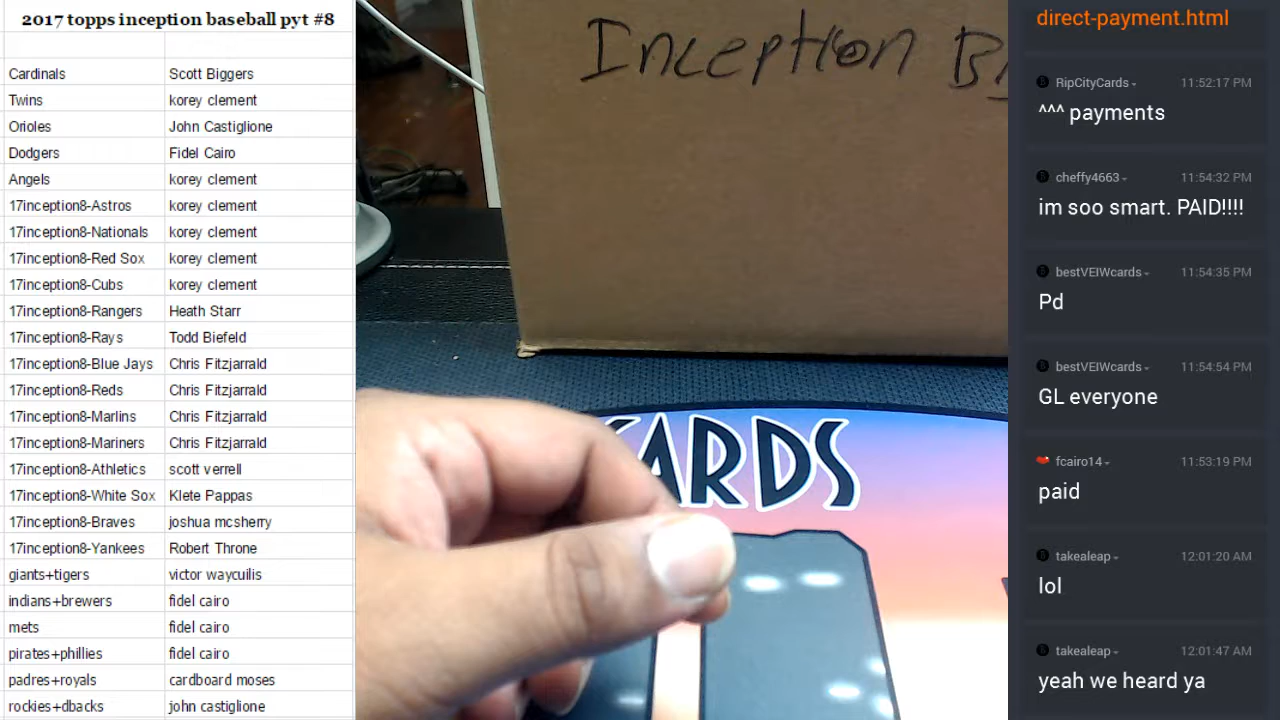 2017 topps inception baseball pyt #8
Cardinals Scott Biggers
Twins korey clement
Orioles John Castiglione
Dodgers Fidel Cairo
Angels korey clement
17inception8-Astros korey clement
17inception8-Nationals korey clement
17inception8-Red Sox korey clement
17inception8-Cubs korey clement
17inception8-Rangers Heath Starr
17inception8-Rays Todd Biefeld
17inception8-Blue Jays Chris Fitzjarrald
17inception8-Reds Chris Fitzjarrald
17inception8-Marlins Chris Fitzjarrald
17inception8-Mariners Chris Fitzjarrald
17inception8-Athletics scott verrell
17inception8-White Sox Klete Pappas
17inception8-Braves joshua mcsherry
17inception8-Yankees Robert Throne
giants+tigers victor waycuilis
indians+brewers fidel cairo
mets fidel cairo
pirates+phillies fidel cairo
padres+royals cardboard moses
rockies+dbacks john castiglione
Inception
CARDS
direct-payment.html
RipCityCards 11:52:17 PM
^^^ payments
cheffy4663 11:54:32 PM
im soo smart. PAID!!!!
bestVEIWcards 11:54:35 PM
Pd
bestVEIWcards 11:54:54 PM
GL everyone
fcairo14 11:53:19 PM
paid
takealeap 12:01:20 AM
lol
takealeap 12:01:47 AM
yeah we heard ya